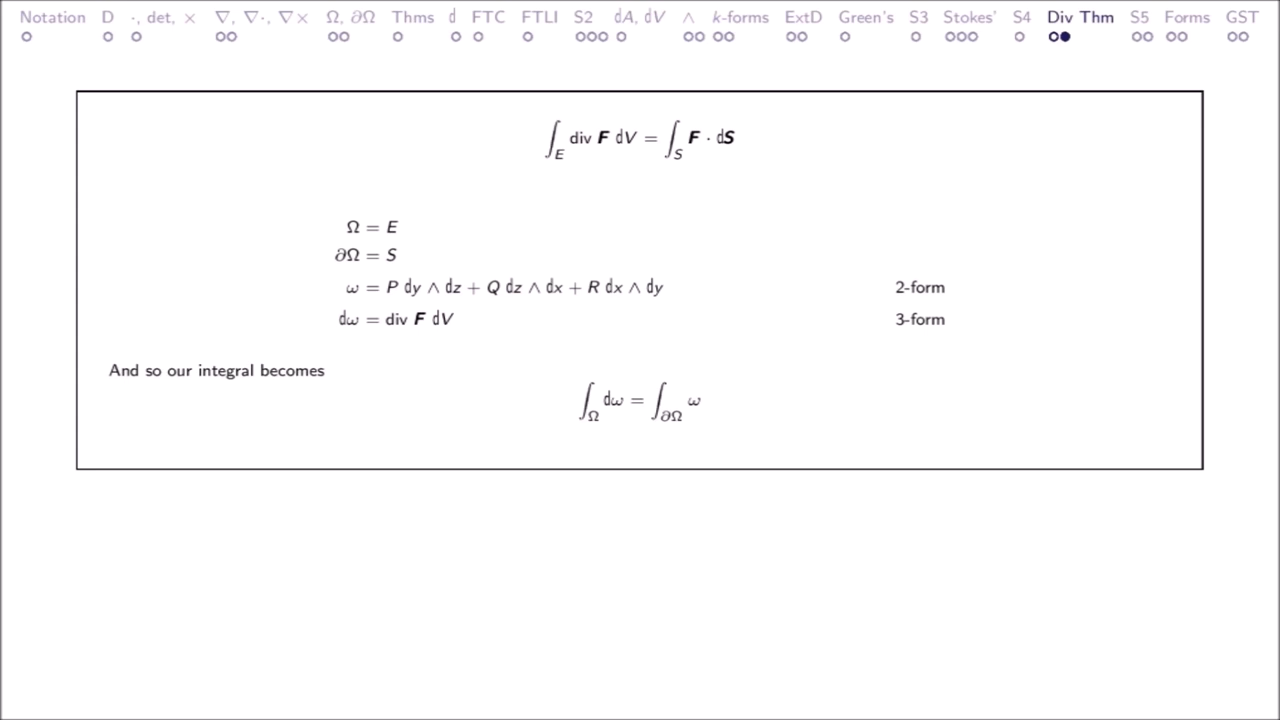 Notation D ·, det, × ∇, ∇·, ∇× Ω, ∂Ω Thms d FTC FTLI S2 dA, dV ∧ k-forms ExtD Green's S3 Stokes' S4 Div Thm S5 Forms GST
∫_E div F dV = ∫_S F · dS
Ω = E
∂Ω = S
ω = P dy ∧ dz + Q dz ∧ dx + R dx ∧ dy 2-form
dω = div F dV 3-form
And so our integral becomes
∫_Ω dω = ∫_∂Ω ω